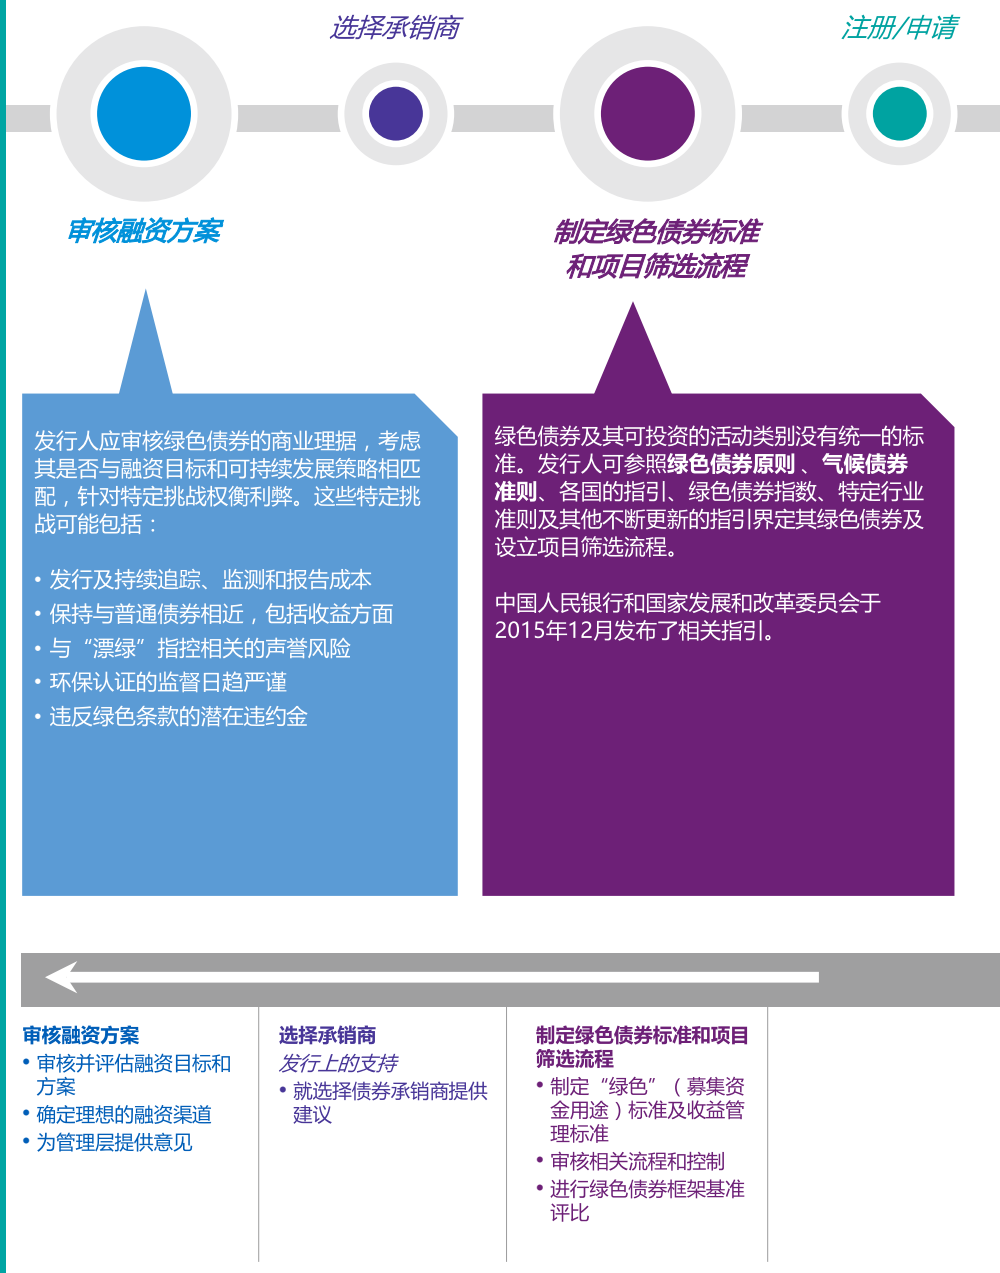 选择承销商
注册/申请
审核融资方案
制定绿色债券标准
和项目筛选流程
发行人应审核绿色债券的商业理据，考虑
其是否与融资目标和可持续发展策略相匹
配，针对特定挑战权衡利弊。这些特定挑
战可能包括：
• 发行及持续追踪、监测和报告成本
• 保持与普通债券相近，包括收益方面
• 与“漂绿”指控相关的声誉风险
• 环保认证的监督日趋严谨
• 违反绿色条款的潜在违约金
绿色债券及其可投资的活动类别没有统一的标
准。发行人可参照绿色债券原则 、气候债券
准则、各国的指引、绿色债券指数、特定行业
准则及其他不断更新的指引界定其绿色债券及
设立项目筛选流程。
中国人民银行和国家发展和改革委员会于
2015年12月发布了相关指引。
审核融资方案
• 审核并评估融资目标和
方案
• 确定理想的融资渠道
• 为管理层提供意见
选择承销商
发行上的支持
• 就选择债券承销商提供
建议
制定绿色债券标准和项目
筛选流程
• 制定“绿色”（募集资
金用途）标准及收益管
理标准
• 审核相关流程和控制
• 进行绿色债券框架基准
评比